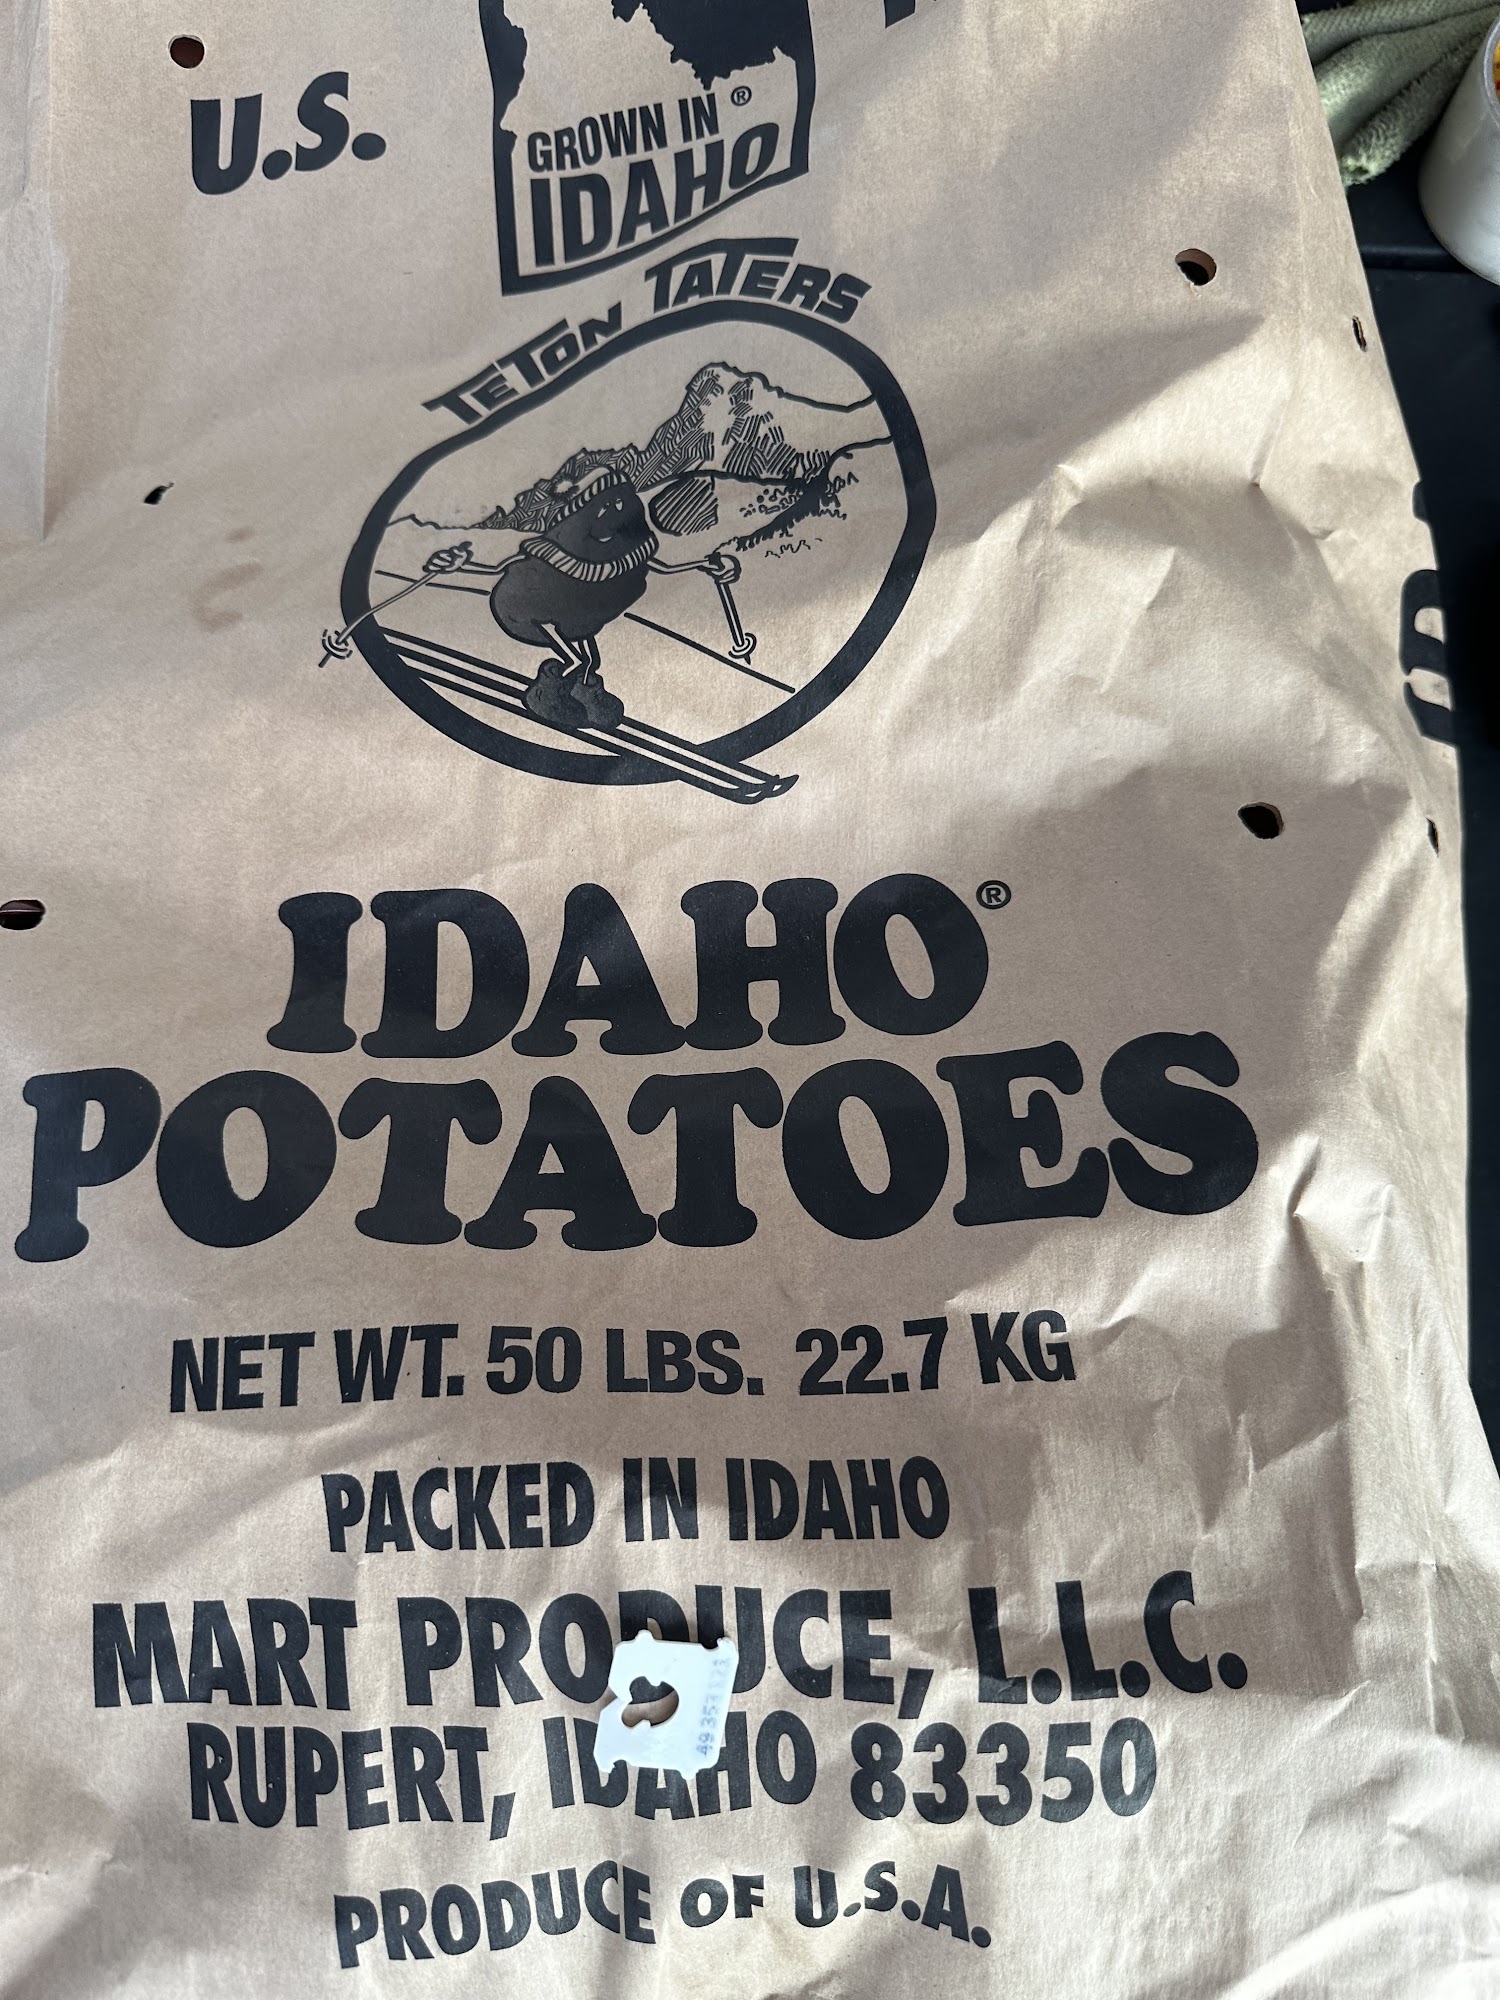 U.S.
GROWN IN ®
IDAHO
TETON TATERS
IDAHO®
POTATOES
NET WT. 50 LBS. 22.7 KG
PACKED IN IDAHO
MART PRODUCE, L.L.C.
RUPERT, IDAHO 83350
PRODUCE OF U.S.A.